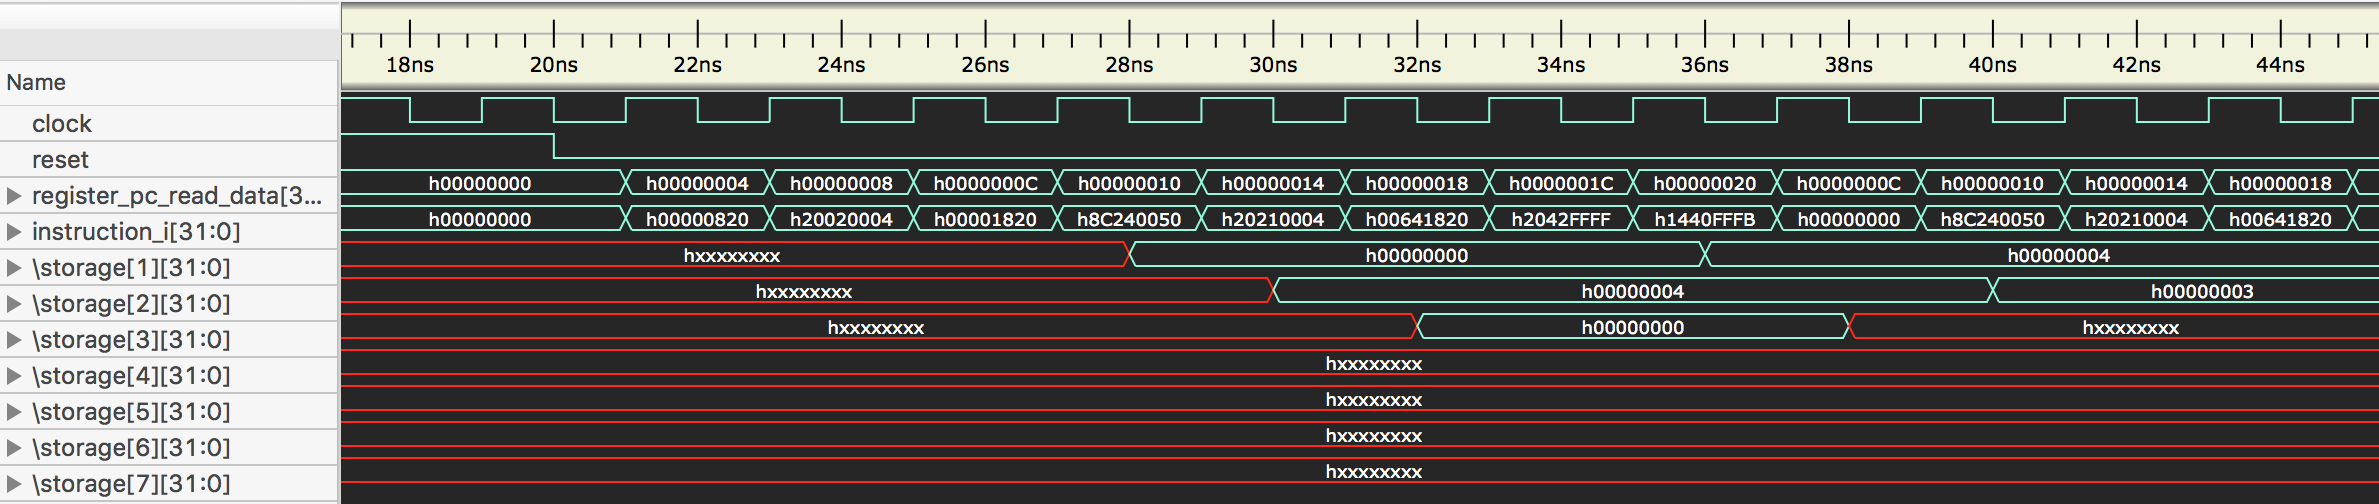 18ns 20ns 22ns 24ns 26ns 28ns 30ns 32ns 34ns 36ns 38ns 40ns 42ns 44ns
Name
clock
reset
register_pc_read_data[3... h00000000 h00000004 h00000008 h0000000C h00000010 h00000014 h00000018 h0000001C h00000020 h0000000C h00000010 h00000014 h00000018
instruction_i[31:0] h00000000 h00000820 h20020004 h00001820 h8C240050 h20210004 h00641820 h2042FFFF h1440FFFB h00000000 h8C240050 h20210004 h00641820
\storage[1][31:0] hxxxxxxxx h00000000 h00000004
\storage[2][31:0] hxxxxxxxx h00000004 h00000003
\storage[3][31:0] hxxxxxxxx h00000000 hxxxxxxxx
\storage[4][31:0] hxxxxxxxx
\storage[5][31:0] hxxxxxxxx
\storage[6][31:0] hxxxxxxxx
\storage[7][31:0] hxxxxxxxx